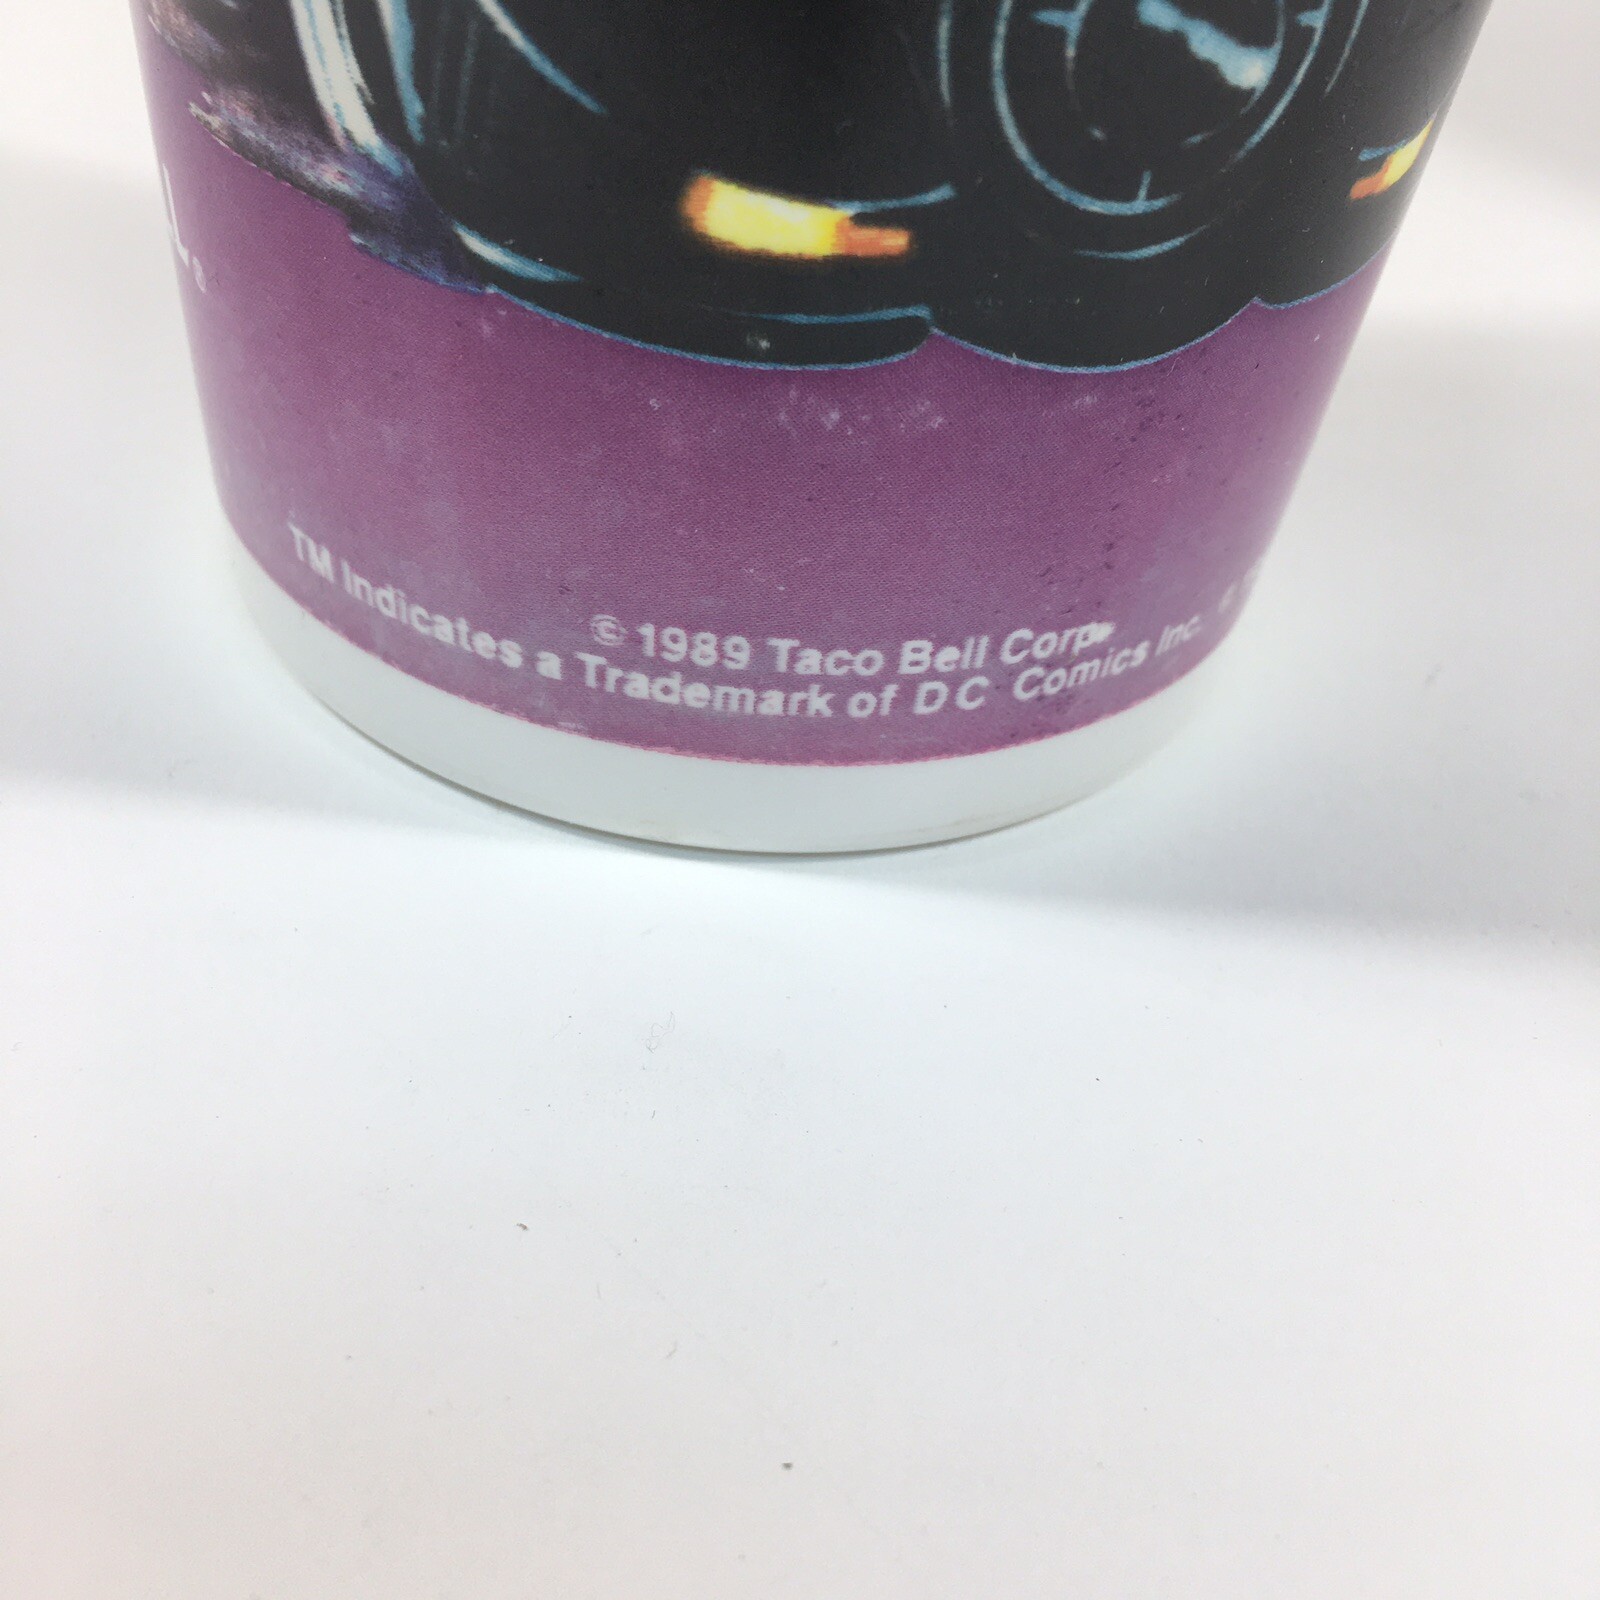 L®
© 1989 Taco Bell Corp.
TM Indicates a Trademark of DC Comics Inc. ©